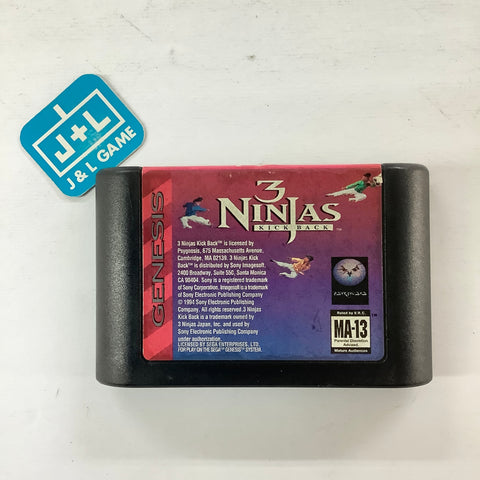 J+L
J & L GAME
GENESIS
3
NINJAS
KICK BACK™
3 Ninjas Kick Back™ is licensed by
Psygnosis, 675 Massachusetts Avenue,
Cambridge, MA 02139. 3 Ninjas Kick
Back™ is distributed by Sony Imagesoft,
2400 Broadway, Suite 550, Santa Monica
CA 90404. Sony is a registered trademark
of Sony Corporation. Imagesoft is a trademark
of Sony Electronic Publishing Company
© 1994 Sony Electronic Publishing
Company. All rights reserved. 3 Ninjas
Kick Back is a trademark owned by
3 Ninjas Japan, Inc. and used by
Sony Electronic Publishing Company
under authorization.
LICENSED BY SEGA ENTERPRISES, LTD.
FOR PLAY ON THE SEGA™ GENESIS™ SYSTEM.
PSYGNOSIS
Rated by V.R.C.
MA-13™
Parental Discretion
Advised.
Mature Audiences